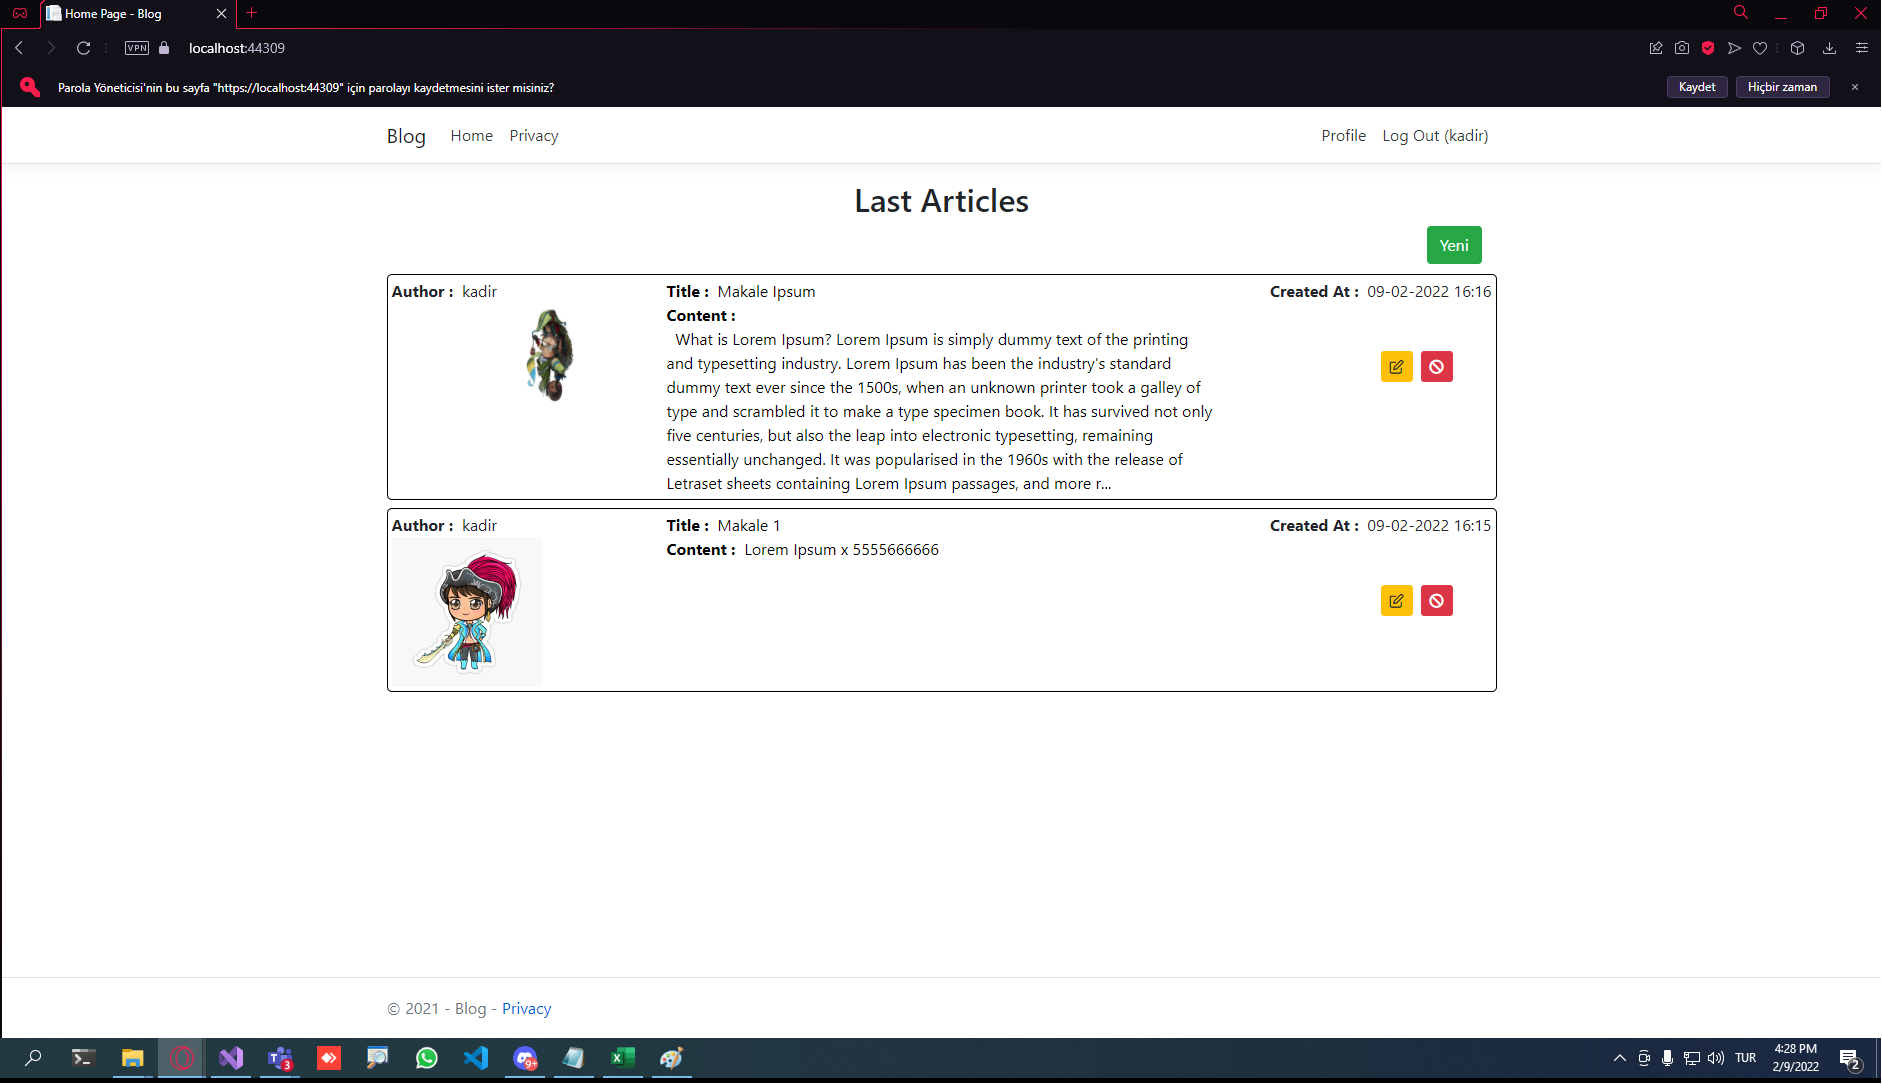 Home Page - Blog
VPN
localhost:44309
Parola Yöneticisi'nin bu sayfa "https://localhost:44309" için parolayı kaydetmesini ister misiniz?
Kaydet
Hiçbir zaman
Blog
Home
Privacy
Profile
Log Out (kadir)
Last Articles
Yeni
Author : kadir
Title : Makale Ipsum
Created At : 09-02-2022 16:16
Content :
What is Lorem Ipsum? Lorem Ipsum is simply dummy text of the printing
and typesetting industry. Lorem Ipsum has been the industry's standard
dummy text ever since the 1500s, when an unknown printer took a galley of
type and scrambled it to make a type specimen book. It has survived not only
five centuries, but also the leap into electronic typesetting, remaining
essentially unchanged. It was popularised in the 1960s with the release of
Letraset sheets containing Lorem Ipsum passages, and more r...
Author : kadir
Title : Makale 1
Created At : 09-02-2022 16:15
Content : Lorem Ipsum x 5555666666
© 2021 - Blog - Privacy
3
9+
TUR
4:28 PM
2/9/2022
2